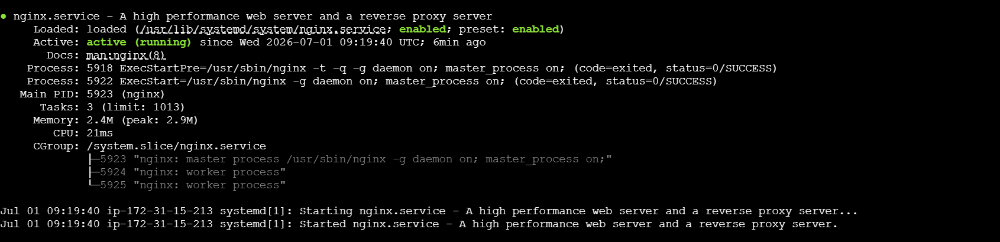 ● nginx.service - A high performance web server and a reverse proxy server
Loaded: loaded (/usr/lib/systemd/system/nginx.service; enabled; preset: enabled)
Active: active (running) since Wed 2026-07-01 09:19:40 UTC; 6min ago
Docs: man:nginx(8)
Process: 5918 ExecStartPre=/usr/sbin/nginx -t -q -g daemon on; master_process on; (code=exited, status=0/SUCCESS)
Process: 5922 ExecStart=/usr/sbin/nginx -g daemon on; master_process on; (code=exited, status=0/SUCCESS)
Main PID: 5923 (nginx)
Tasks: 3 (limit: 1013)
Memory: 2.4M (peak: 2.9M)
CPU: 21ms
CGroup: /system.slice/nginx.service
├─5923 "nginx: master process /usr/sbin/nginx -g daemon on; master_process on;"
├─5924 "nginx: worker process"
└─5925 "nginx: worker process"
Jul 01 09:19:40 ip-172-31-15-213 systemd[1]: Starting nginx.service - A high performance web server and a reverse proxy server...
Jul 01 09:19:40 ip-172-31-15-213 systemd[1]: Started nginx.service - A high performance web server and a reverse proxy server.